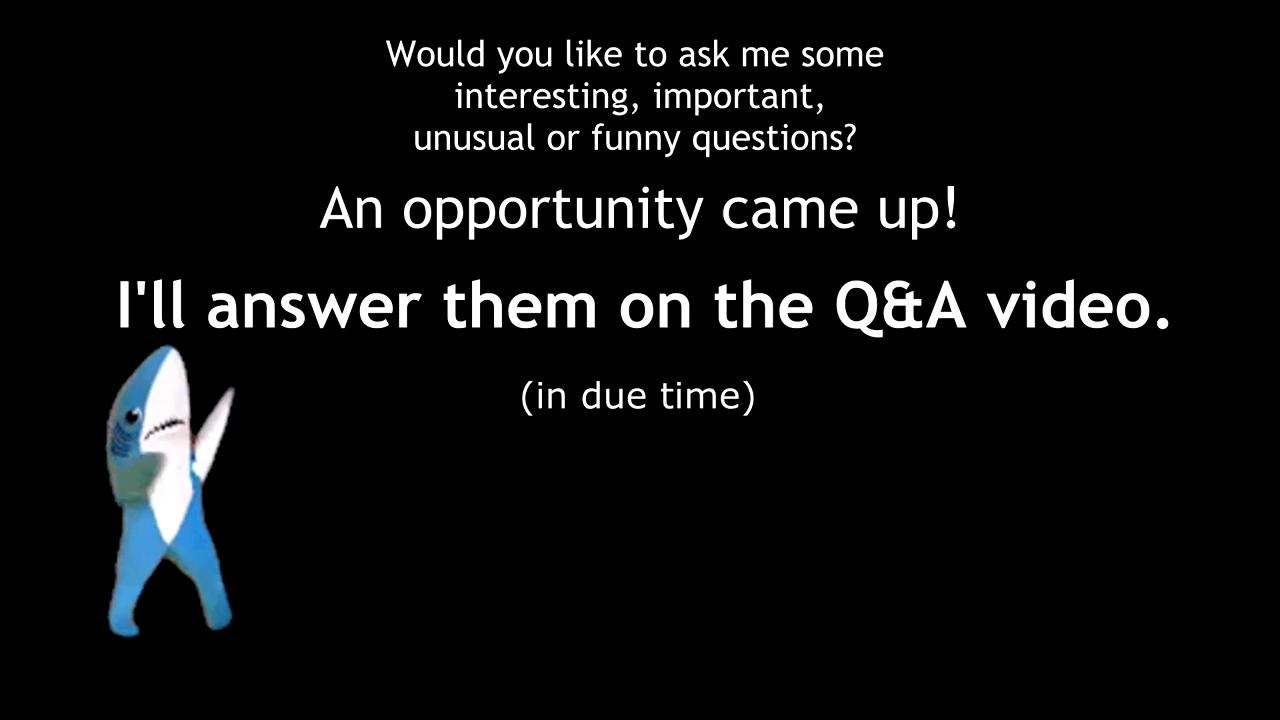 Would you like to ask me some
interesting, important,
unusual or funny questions?
An opportunity came up!
I'll answer them on the Q&A video.
(in due time)